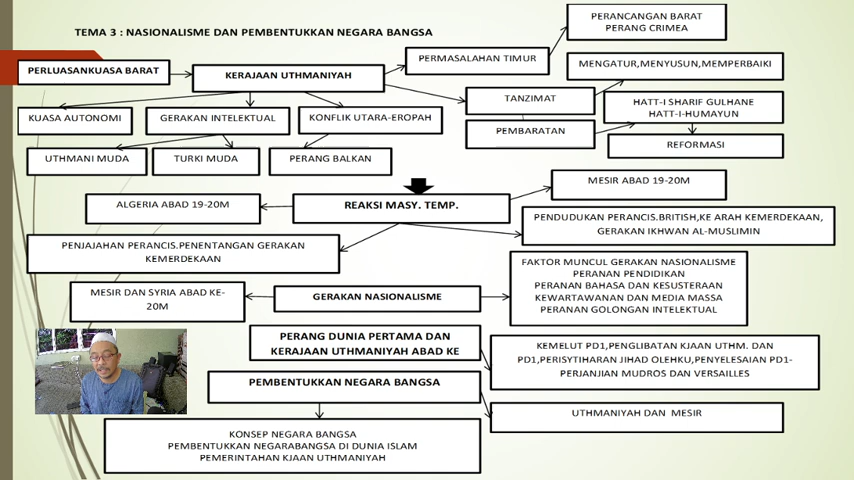 TEMA 3 : NASIONALISME DAN PEMBENTUKKAN NEGARA BANGSA
PERANCANGAN BARAT
PERANG CRIMEA
PERLUASANKUASA BARAT
KERAJAAN UTHMANIYAH
PERMASALAHAN TIMUR
MENGATUR,MENYUSUN,MEMPERBAIKI
TANZIMAT
HATT-I SHARIF GULHANE
HATT-I-HUMAYUN
KUASA AUTONOMI
GERAKAN INTELEKTUAL
KONFLIK UTARA-EROPAH
PEMBARATAN
REFORMASI
UTHMANI MUDA
TURKI MUDA
PERANG BALKAN
MESIR ABAD 19-20M
ALGERIA ABAD 19-20M
REAKSI MASY. TEMP.
PENDUDUKAN PERANCIS.BRITISH,KE ARAH KEMERDEKAAN,
GERAKAN IKHWAN AL-MUSLIMIN
PENJAJAHAN PERANCIS.PENENTANGAN GERAKAN
KEMERDEKAAN
FAKTOR MUNCUL GERAKAN NASIONALISME
PERANAN PENDIDIKAN
PERANAN BAHASA DAN KESUSTERAAN
KEWARTAWANAN DAN MEDIA MASSA
PERANAN GOLONGAN INTELEKTUAL
MESIR DAN SYRIA ABAD KE-
20M
GERAKAN NASIONALISME
PERANG DUNIA PERTAMA DAN
KERAJAAN UTHMANIYAH ABAD KE
KEMELUT PD1,PENGLIBATAN KJAAN UTHM. DAN
PD1,PERISYTIHARAN JIHAD OLEHKU,PENYELESAIAN PD1-
PERJANJIAN MUDROS DAN VERSAILLES
PEMBENTUKKAN NEGARA BANGSA
UTHMANIYAH DAN MESIR
KONSEP NEGARA BANGSA
PEMBENTUKKAN NEGARABANGSA DI DUNIA ISLAM
PEMERINTAHAN KJAAN UTHMANIYAH